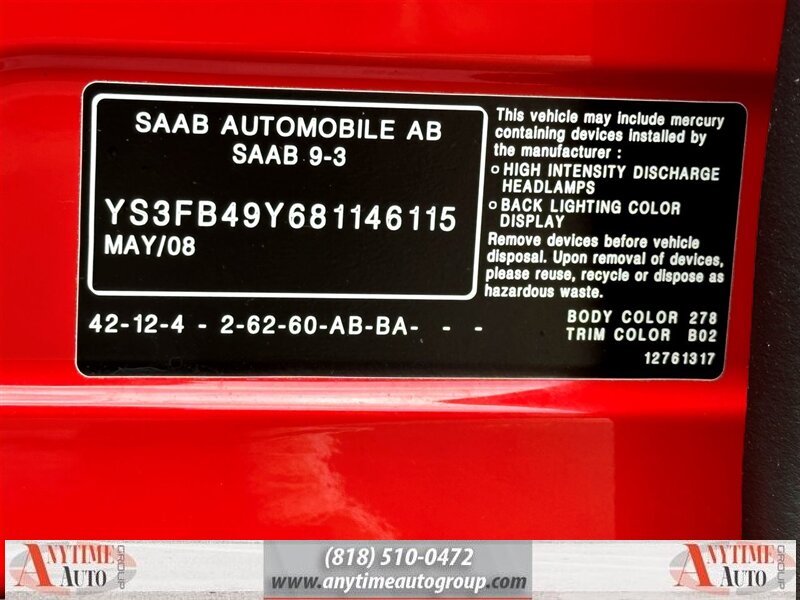 SAAB AUTOMOBILE AB
SAAB 9-3
YS3FB49Y681146115
MAY/08
This vehicle may include mercury
containing devices installed by
the manufacturer :
○ HIGH INTENSITY DISCHARGE
HEADLAMPS
○ BACK LIGHTING COLOR
DISPLAY
Remove devices before vehicle
disposal. Upon removal of devices,
please reuse, recycle or dispose as
hazardous waste.
42-12-4 - 2-62-60-AB-BA- - -
BODY COLOR 278
TRIM COLOR B02
12761317
ANYTIME
AUTO
GROUP
(818) 510-0472
www.anytimeautogroup.com
ANYTIME
AUTO
GROUP